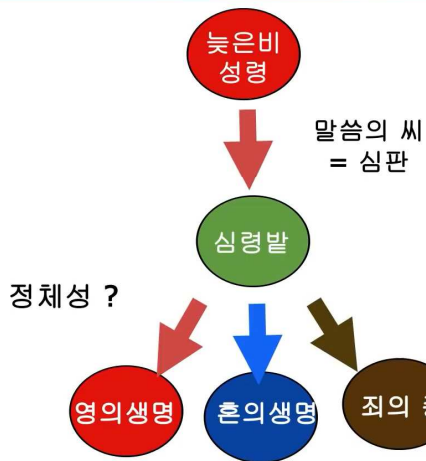 늦은비
성령
말씀의 씨
= 심판
심령밭
정체성 ?
영의생명
혼의생명
죄의